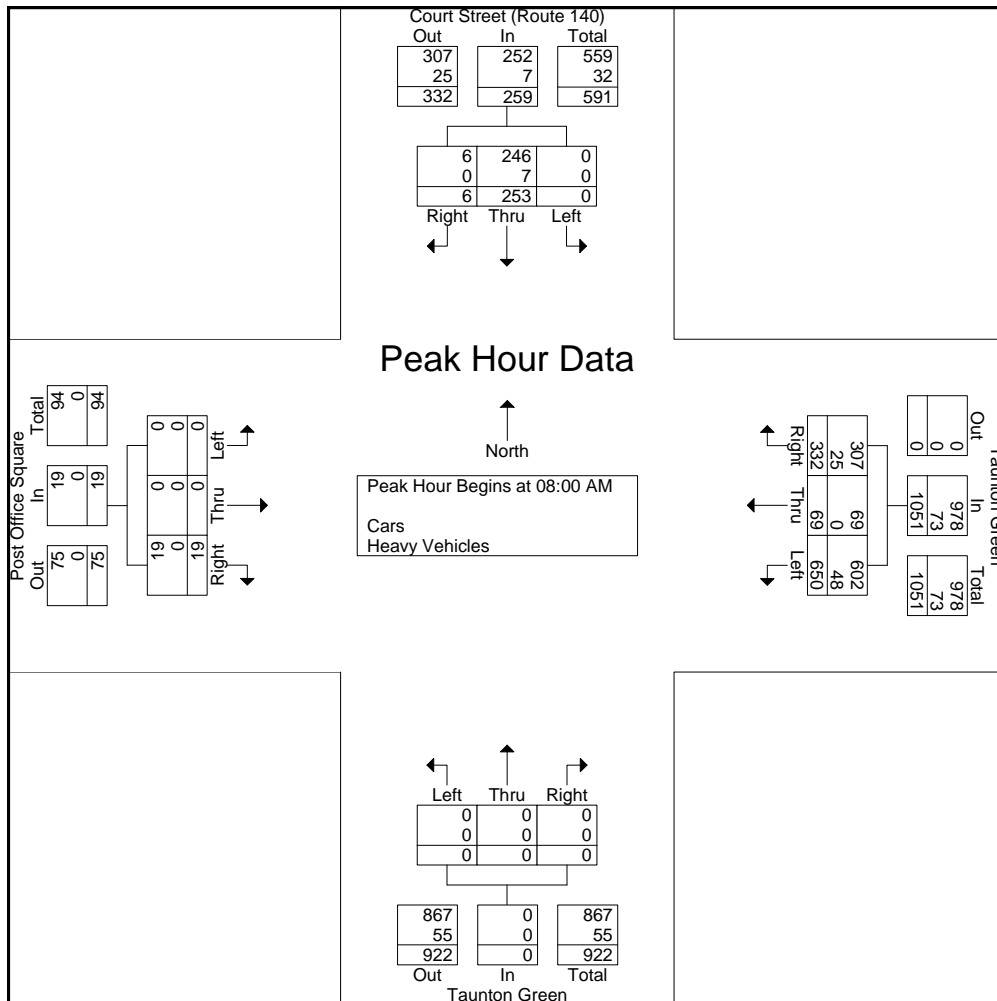 Court Street (Route 140)
Out In Total
307 252 559
25 7 32
332 259 591
6 246 0
0 7 0
6 253 0
Right Thru Left
Peak Hour Data
North
Peak Hour Begins at 08:00 AM
Cars
Heavy Vehicles
Post Office Square
Total In Out
94 19 75
0 0 0
94 19 75
0 0 19
0 0 0
0 0 19
Left Thru Right
Taunton Green
Out In Total
0 978 978
0 73 73
0 1051 1051
307 69 602
25 0 48
332 69 650
Right Thru Left
Left Thru Right
0 0 0
0 0 0
0 0 0
867 0 867
55 0 55
922 0 922
Out In Total
Taunton Green